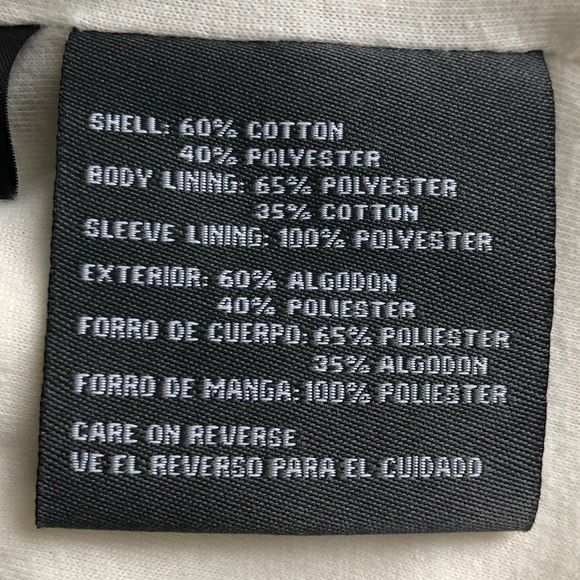 SHELL: 60% COTTON
40% POLYESTER
BODY LINING: 65% POLYESTER
35% COTTON
SLEEVE LINING: 100% POLYESTER
EXTERIOR: 60% ALGODON
40% POLIESTER
FORRO DE CUERPO: 65% POLIESTER
35% ALGODON
FORRO DE MANGA: 100% POLIESTER
CARE ON REVERSE
VE EL REVERSO PARA EL CUIDADO